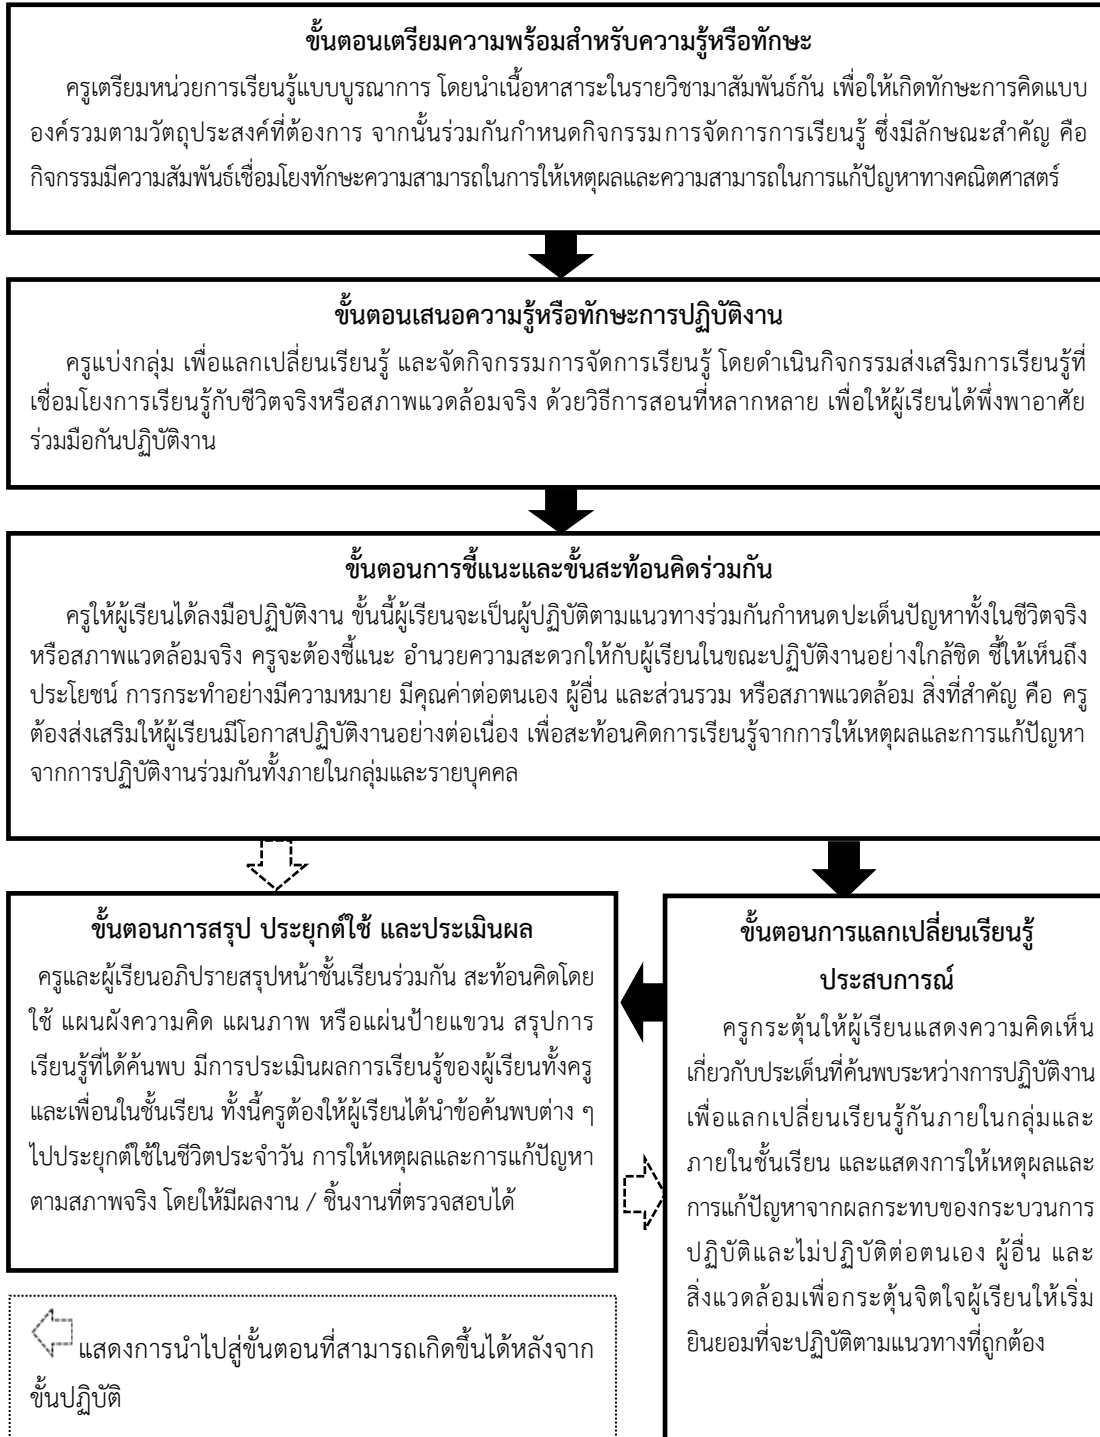 ขั้นตอนเตรียมความพร้อมสำหรับความรู้หรือทักษะ
ครูเตรียมหน่วยการเรียนรู้แบบบูรณาการ โดยนำเนื้อหาสาระในรายวิชามาสัมพันธ์กัน เพื่อให้เกิดทักษะการคิดแบบ
องค์รวมตามวัตถุประสงค์ที่ต้องการ จากนั้นร่วมกันกำหนดกิจกรรมการจัดการการเรียนรู้ ซึ่งมีลักษณะสำคัญ คือ
กิจกรรมมีความสัมพันธ์เชื่อมโยงทักษะความสามารถในการให้เหตุผลและความสามารถในการแก้ปัญหาทางคณิตศาสตร์
ขั้นตอนเสนอความรู้หรือทักษะการปฏิบัติงาน
ครูแบ่งกลุ่ม เพื่อแลกเปลี่ยนเรียนรู้ และจัดกิจกรรมการจัดการเรียนรู้ โดยดำเนินกิจกรรมส่งเสริมการเรียนรู้ที่
เชื่อมโยงการเรียนรู้กับชีวิตจริงหรือสภาพแวดล้อมจริง ด้วยวิธีการสอนที่หลากหลาย เพื่อให้ผู้เรียนได้พึ่งพาอาศัย
ร่วมมือกันปฏิบัติงาน
ขั้นตอนการชี้แนะและขั้นสะท้อนคิดร่วมกัน
ครูให้ผู้เรียนได้ลงมือปฏิบัติงาน ขั้นนี้ผู้เรียนจะเป็นผู้ปฏิบัติตามแนวทางร่วมกันกำหนดประเด็นปัญหาทั้งในชีวิตจริง
หรือสภาพแวดล้อมจริง ครูจะต้องชี้แนะ อำนวยความสะดวกให้กับผู้เรียนในขณะปฏิบัติงานอย่างใกล้ชิด ชี้ให้เห็นถึง
ประโยชน์ การกระทำอย่างมีความหมาย มีคุณค่าต่อตนเอง ผู้อื่น และส่วนรวม หรือสภาพแวดล้อม สิ่งที่สำคัญ คือ ครู
ต้องส่งเสริมให้ผู้เรียนมีโอกาสปฏิบัติงานอย่างต่อเนื่อง เพื่อสะท้อนคิดการเรียนรู้จากการให้เหตุผลและการแก้ปัญหา
จากการปฏิบัติงานร่วมกันทั้งภายในกลุ่มและรายบุคคล
ขั้นตอนการสรุป ประยุกต์ใช้ และประเมินผล
ครูและผู้เรียนอภิปรายสรุปหน้าชั้นเรียนร่วมกัน สะท้อนคิดโดย
ใช้ แผนผังความคิด แผนภาพ หรือแผ่นป้ายแขวน สรุปการ
เรียนรู้ที่ได้ค้นพบ มีการประเมินผลการเรียนรู้ของผู้เรียนทั้งครู
และเพื่อนในชั้นเรียน ทั้งนี้ครูต้องให้ผู้เรียนได้นำข้อค้นพบต่าง ๆ
ไปประยุกต์ใช้ในชีวิตประจำวัน การให้เหตุผลและการแก้ปัญหา
ตามสภาพจริง โดยให้มีผลงาน / ชิ้นงานที่ตรวจสอบได้
ขั้นตอนการแลกเปลี่ยนเรียนรู้
ประสบการณ์
ครูกระตุ้นให้ผู้เรียนแสดงความคิดเห็น
เกี่ยวกับประเด็นที่ค้นพบระหว่างการปฏิบัติงาน
เพื่อแลกเปลี่ยนเรียนรู้กันภายในกลุ่มและ
ภายในชั้นเรียน และแสดงการให้เหตุผลและ
การแก้ปัญหาจากผลกระทบของกระบวนการ
ปฏิบัติและไม่ปฏิบัติต่อตนเอง ผู้อื่น และ
สิ่งแวดล้อมเพื่อกระตุ้นจิตใจผู้เรียนให้เริ่ม
ยินยอมที่จะปฏิบัติตามแนวทางที่ถูกต้อง
แสดงการนำไปสู่ขั้นตอนที่สามารถเกิดขึ้นได้หลังจาก
ขั้นปฏิบัติ